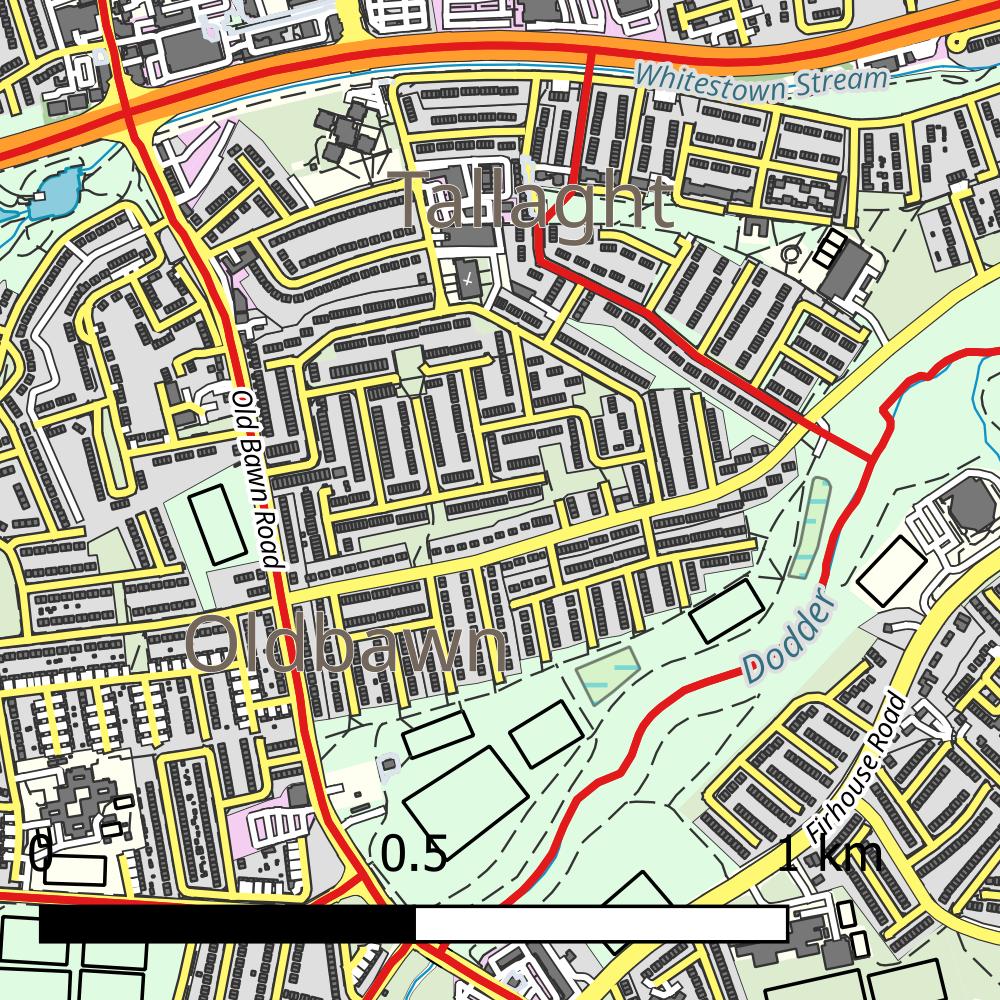 Whitestown Stream
Tallaght
Old Bawn Road
Dodder
Oldbawn
Firhouse Road
0 0.5 1 km